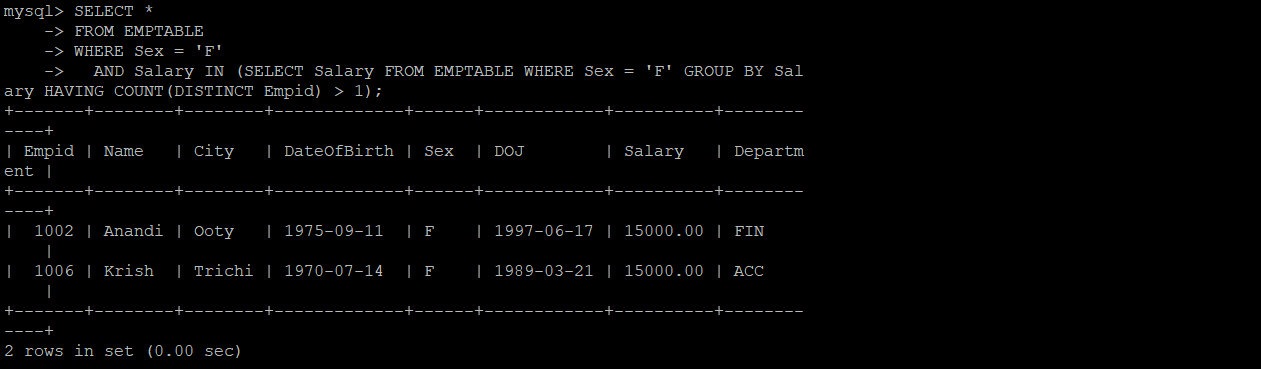 mysql> SELECT *
    -> FROM EMPTABLE
    -> WHERE Sex = 'F'
    ->   AND Salary IN (SELECT Salary FROM EMPTABLE WHERE Sex = 'F' GROUP BY Sal
ary HAVING COUNT(DISTINCT Empid) > 1);
+-------+--------+--------+-------------+------+------------+----------+--------
----+
| Empid | Name   | City   | DateOfBirth | Sex  | DOJ        | Salary   | Departm
ent |
+-------+--------+--------+-------------+------+------------+----------+--------
----+
|  1002 | Anandi | Ooty   | 1975-09-11  | F    | 1997-06-17 | 15000.00 | FIN
    |
|  1006 | Krish  | Trichi | 1970-07-14  | F    | 1989-03-21 | 15000.00 | ACC
    |
+-------+--------+--------+-------------+------+------------+----------+--------
----+
2 rows in set (0.00 sec)